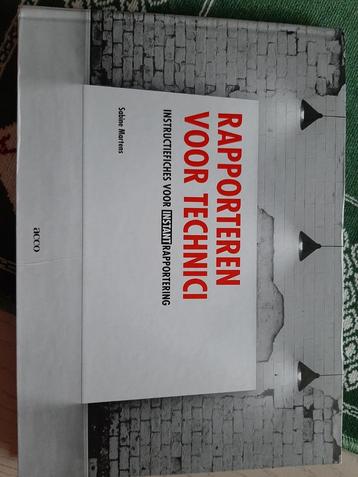 RAPPORTEREN
VOOR TECHNICI
INSTRUCTIEFICHES VOOR INSTANTRAPPORTERING
Sabine Martens
acco